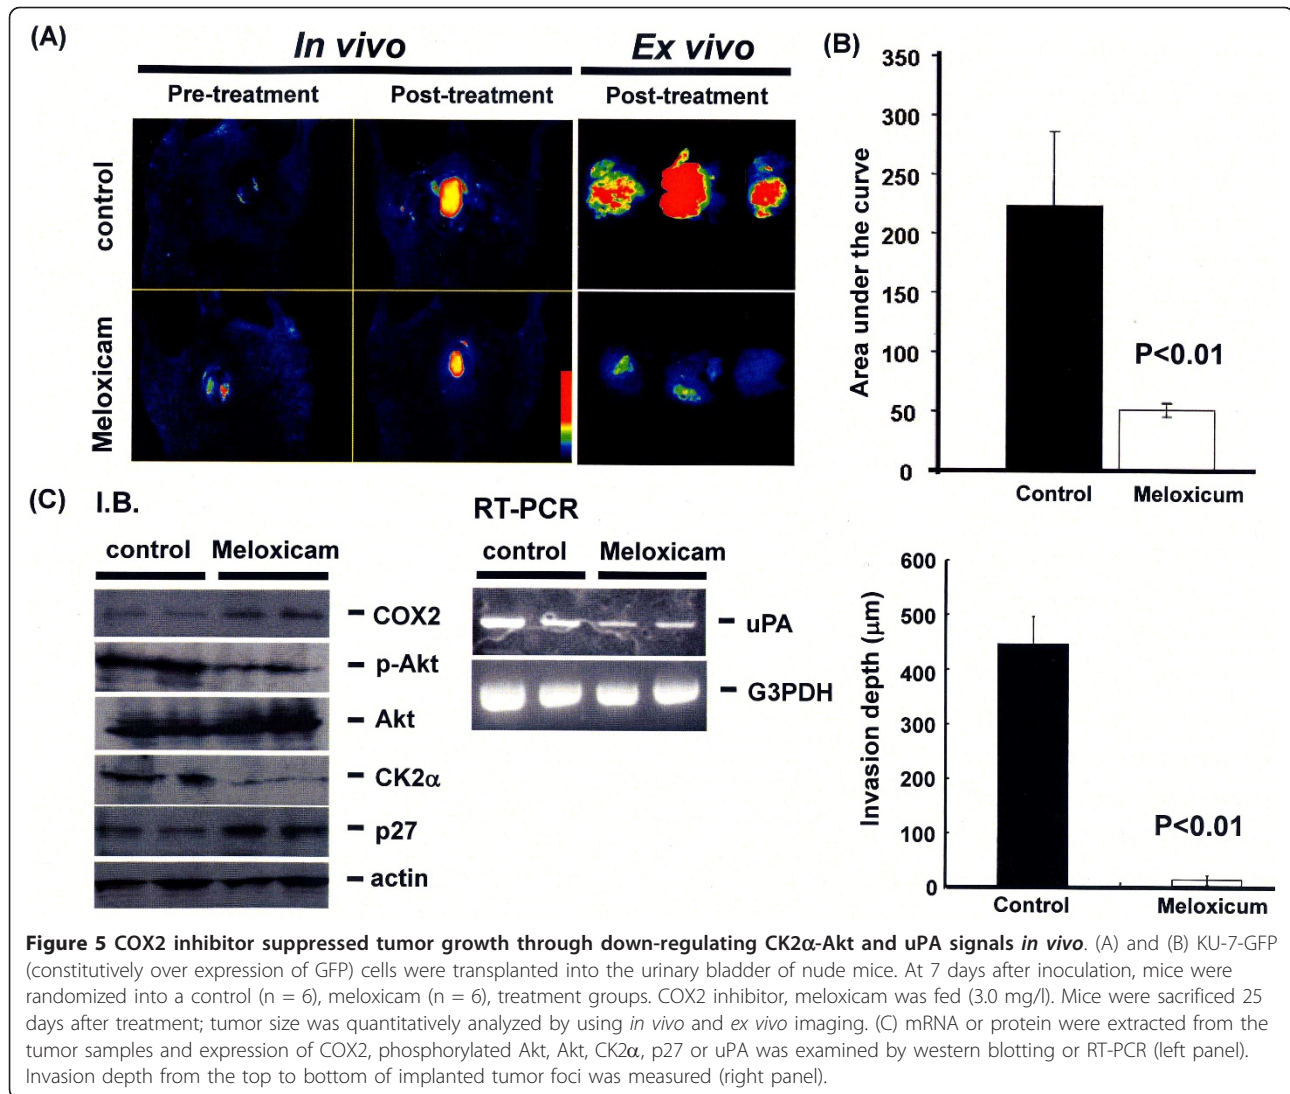 (A)
In vivo
Ex vivo
Pre-treatment
Post-treatment
Post-treatment
control
Meloxicam
(B)
Area under the curve
350
300
250
200
150
100
50
0
P<0.01
Control
Meloxicum
(C)
I.B.
control
Meloxicam
COX2
p-Akt
Akt
CK2α
p27
actin
RT-PCR
control
Meloxicam
uPA
G3PDH
Invasion depth (μm)
600
500
400
300
200
100
0
P<0.01
Control
Meloxicum
Figure 5 COX2 inhibitor suppressed tumor growth through down-regulating CK2α-Akt and uPA signals in vivo. (A) and (B) KU-7-GFP
(constitutively over expression of GFP) cells were transplanted into the urinary bladder of nude mice. At 7 days after inoculation, mice were
randomized into a control (n = 6), meloxicam (n = 6), treatment groups. COX2 inhibitor, meloxicam was fed (3.0 mg/l). Mice were sacrificed 25
days after treatment; tumor size was quantitatively analyzed by using in vivo and ex vivo imaging. (C) mRNA or protein were extracted from the
tumor samples and expression of COX2, phosphorylated Akt, Akt, CK2α, p27 or uPA was examined by western blotting or RT-PCR (left panel).
Invasion depth from the top to bottom of implanted tumor foci was measured (right panel).